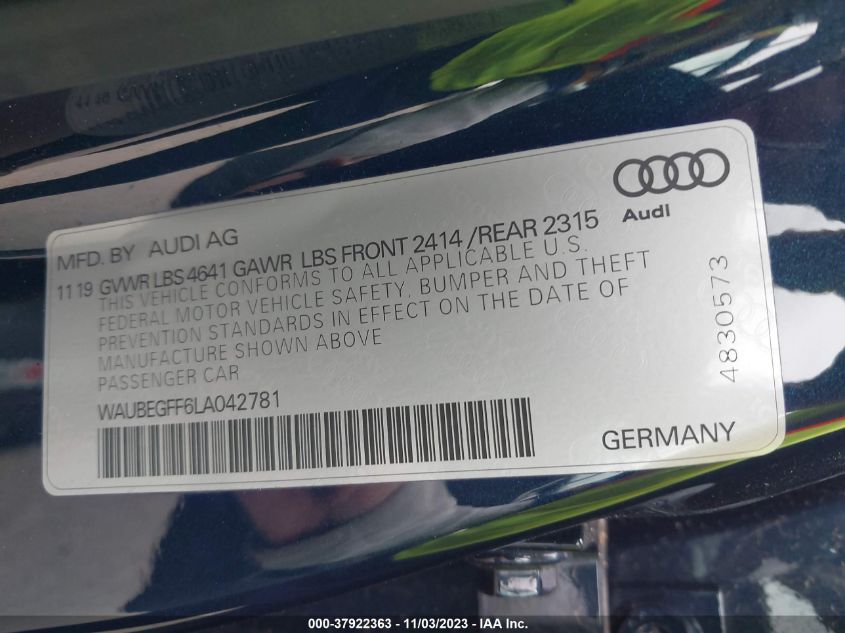 Audi
MFD. BY AUDI AG
11 19 GVWR LBS 4641 GAWR LBS FRONT 2414 /REAR 2315
THIS VEHICLE CONFORMS TO ALL APPLICABLE U.S.
FEDERAL MOTOR VEHICLE SAFETY, BUMPER AND THEFT
PREVENTION STANDARDS IN EFFECT ON THE DATE OF
MANUFACTURE SHOWN ABOVE
PASSENGER CAR
WAUBEGFF6LA042781
4830573
GERMANY
000-37922363 - 11/03/2023 - IAA Inc.